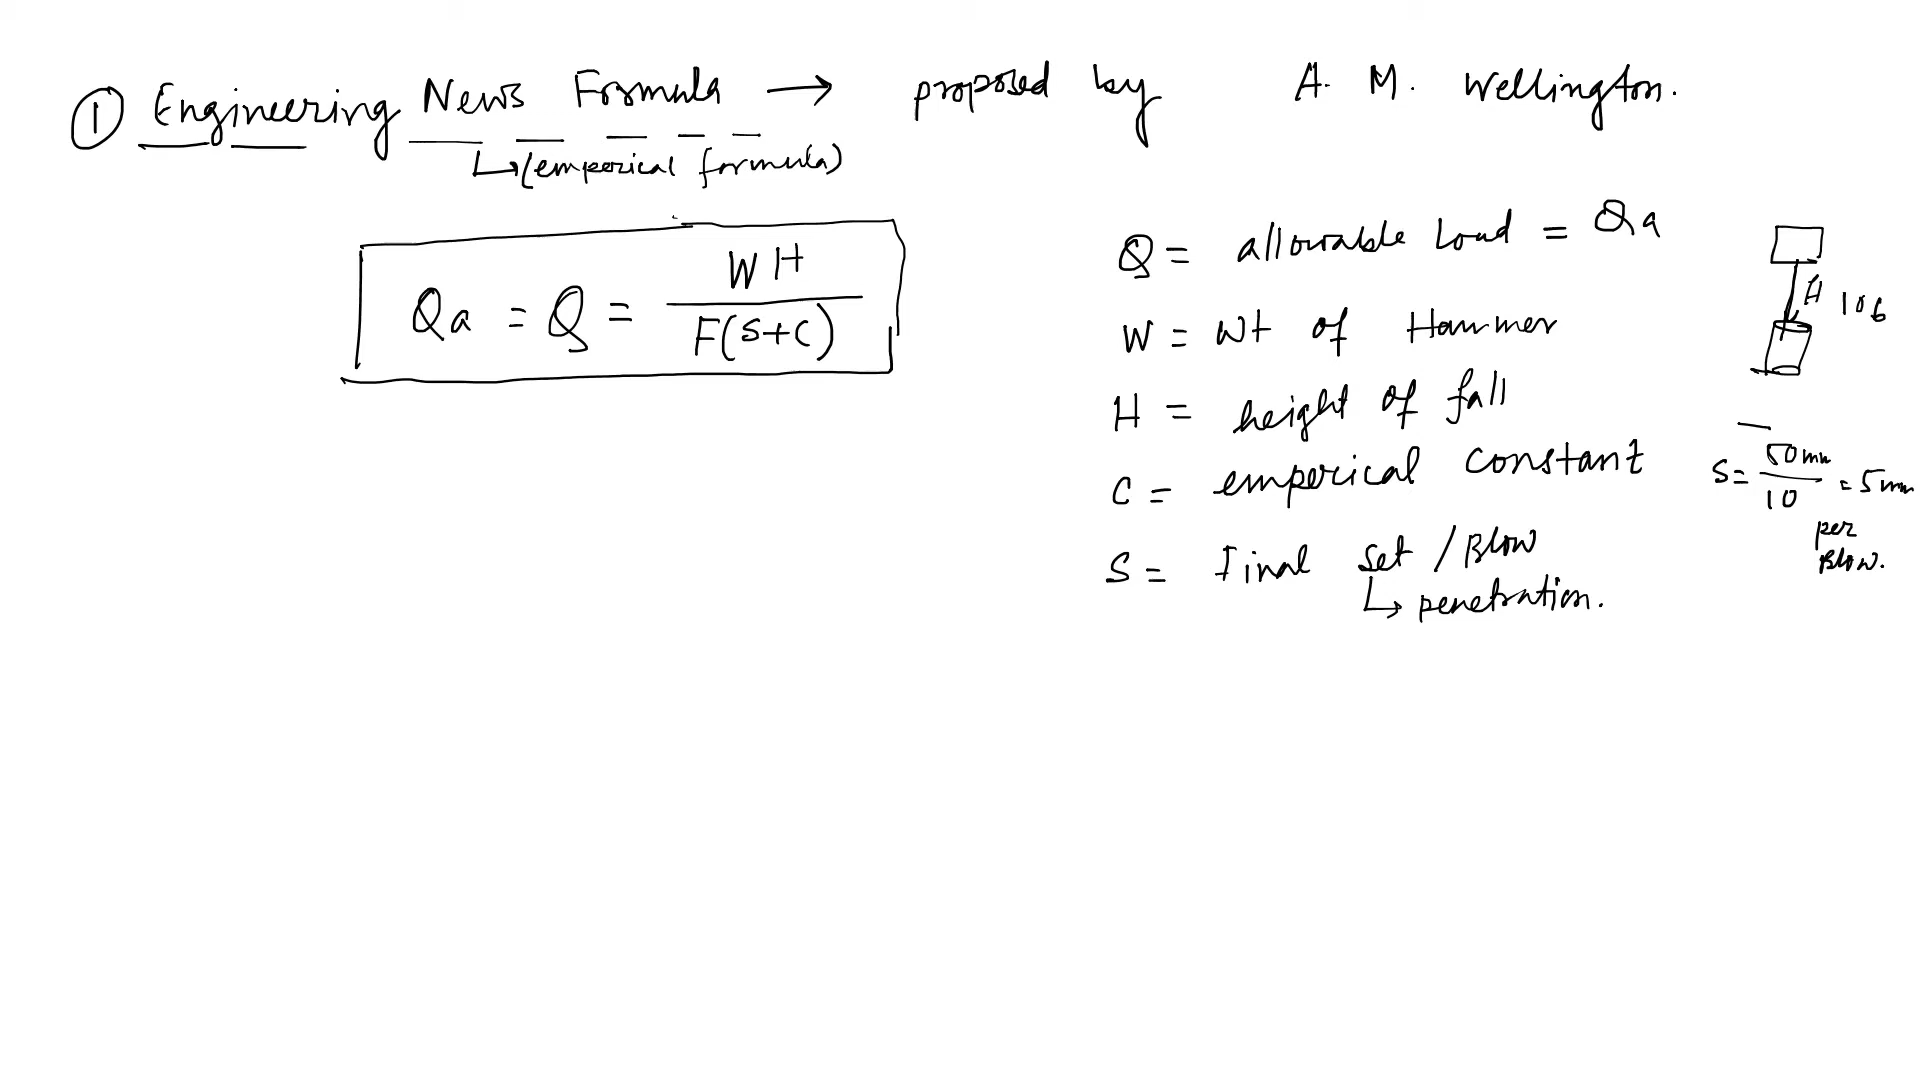 ① Engineering News Formula → proposed by A. M. Wellington.
↳ (emperical formula)
Qa = Q = WH / F(S+C)
Q = allowable Load = Qa
W = Wt of Hammer
H = height of fall
C = emperical constant
S = Final Set / Blow
↳ penetration.
H
S = 50mm / 10 = 5mm
per
Blow.